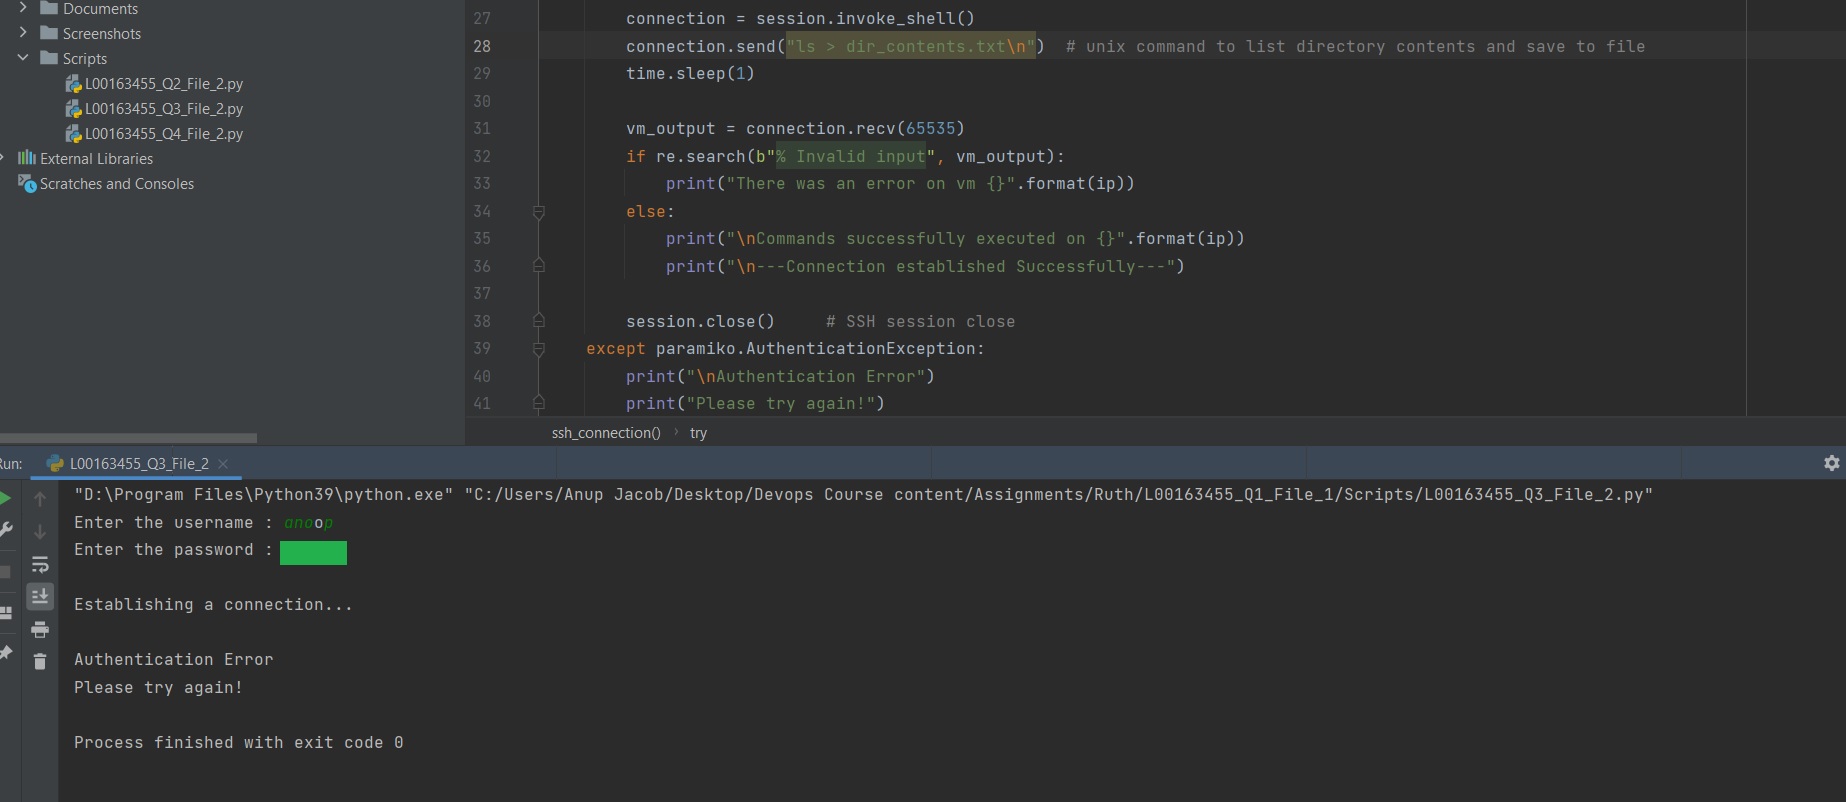 Documents
Screenshots
Scripts
L00163455_Q2_File_2.py
L00163455_Q3_File_2.py
L00163455_Q4_File_2.py
External Libraries
Scratches and Consoles
27 connection = session.invoke_shell()
28 connection.send("ls > dir_contents.txt\n")  # unix command to list directory contents and save to file
29 time.sleep(1)
30
31 vm_output = connection.recv(65535)
32 if re.search(b"% Invalid input", vm_output):
33 print("There was an error on vm {}".format(ip))
34 else:
35 print("\nCommands successfully executed on {}".format(ip))
36 print("\n---Connection established Successfully---")
37
38 session.close()     # SSH session close
39 except paramiko.AuthenticationException:
40 print("\nAuthentication Error")
41 print("Please try again!")
ssh_connection() › try
Run: L00163455_Q3_File_2
"D:\Program Files\Python39\python.exe" "C:/Users/Anup Jacob/Desktop/Devops Course content/Assignments/Ruth/L00163455_Q1_File_1/Scripts/L00163455_Q3_File_2.py"
Enter the username : anoop
Enter the password :
Establishing a connection...
Authentication Error
Please try again!
Process finished with exit code 0